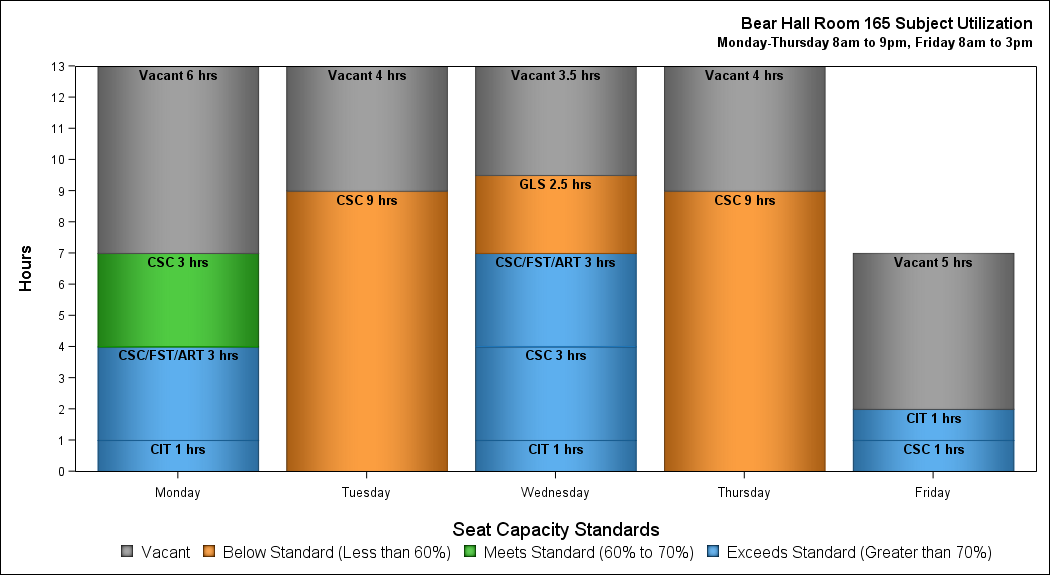 Bear Hall Room 165 Subject Utilization
Monday-Thursday 8am to 9pm, Friday 8am to 3pm
Hours
13
12
11
10
9
8
7
6
5
4
3
2
1
0
Vacant 6 hrs
CSC 3 hrs
CSC/FST/ART 3 hrs
CIT 1 hrs
Vacant 4 hrs
CSC 9 hrs
Vacant 3.5 hrs
GLS 2.5 hrs
CSC/FST/ART 3 hrs
CSC 3 hrs
CIT 1 hrs
Vacant 4 hrs
CSC 9 hrs
Vacant 5 hrs
CIT 1 hrs
CSC 1 hrs
Monday Tuesday Wednesday Thursday Friday
Seat Capacity Standards
Vacant Below Standard (Less than 60%) Meets Standard (60% to 70%) Exceeds Standard (Greater than 70%)